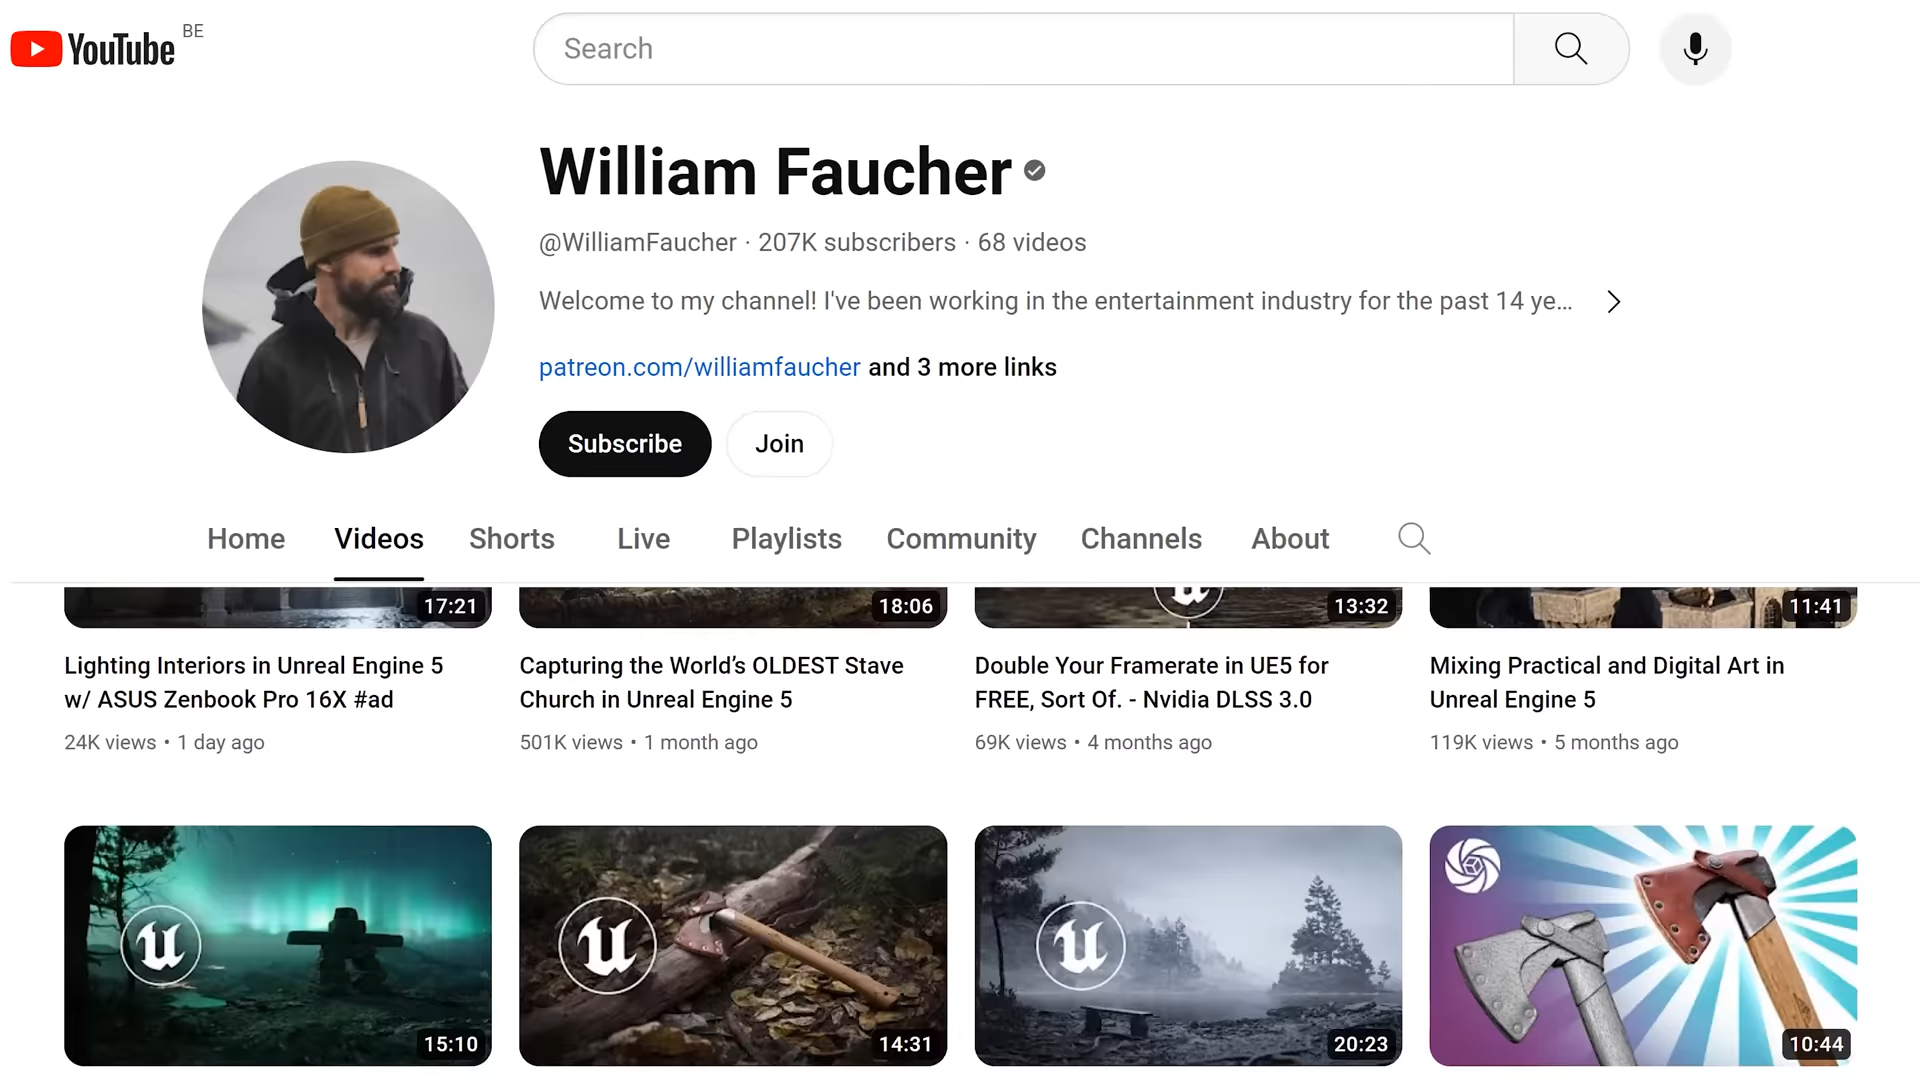 YouTube BE
Search
William Faucher
@WilliamFaucher · 207K subscribers · 68 videos
Welcome to my channel! I've been working in the entertainment industry for the past 14 ye...
patreon.com/williamfaucher and 3 more links
Subscribe
Join
Home Videos Shorts Live Playlists Community Channels About
17:21
18:06
13:32
11:41
Lighting Interiors in Unreal Engine 5
w/ ASUS Zenbook Pro 16X #ad
24K views • 1 day ago
Capturing the World’s OLDEST Stave
Church in Unreal Engine 5
501K views • 1 month ago
Double Your Framerate in UE5 for
FREE, Sort Of. - Nvidia DLSS 3.0
69K views • 4 months ago
Mixing Practical and Digital Art in
Unreal Engine 5
119K views • 5 months ago
15:10
14:31
20:23
10:44